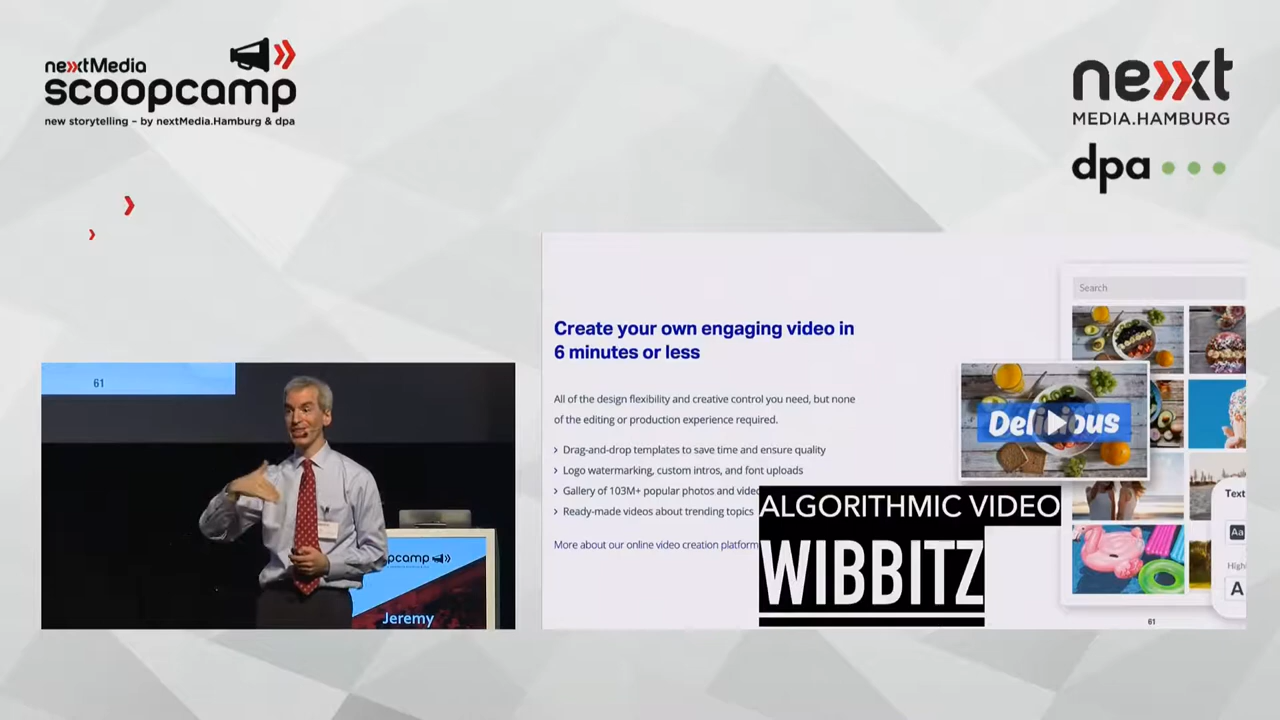 nextMedia
scoopcamp
new storytelling – by nextMedia.Hamburg & dpa
next
MEDIA.HAMBURG
dpa
61
pcamp
Jeremy
Create your own engaging video in
6 minutes or less
All of the design flexibility and creative control you need, but none
of the editing or production experience required.
› Drag-and-drop templates to save time and ensure quality
› Logo watermarking, custom intros, and font uploads
› Gallery of 103M+ popular photos and video
› Ready-made videos about trending topics
More about our online video creation platform
ALGORITHMIC VIDEO
WIBBITZ
Search
Delicious
Text
Aa
High
A
61